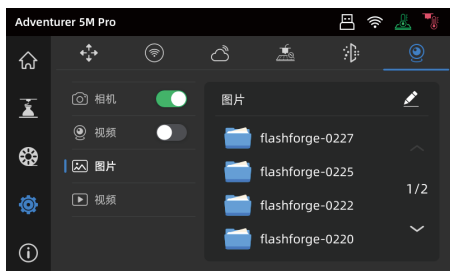 Adventurer 5M Pro
相机
视频
图片
视频
图片
flashforge-0227
flashforge-0225
flashforge-0222
flashforge-0220
1/2